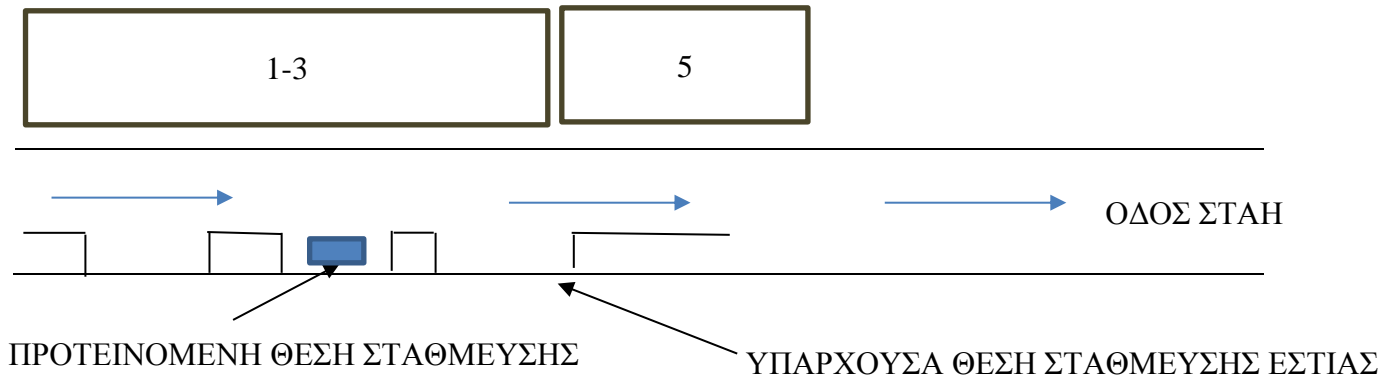 1-3
5
ΟΔΟΣ ΣΤΑΗ
ΠΡΟΤΕΙΝΟΜΕΝΗ ΘΕΣΗ ΣΤΑΘΜΕΥΣΗΣ
ΥΠΑΡΧΟΥΣΑ ΘΕΣΗ ΣΤΑΘΜΕΥΣΗΣ ΕΣΤΙΑΣ